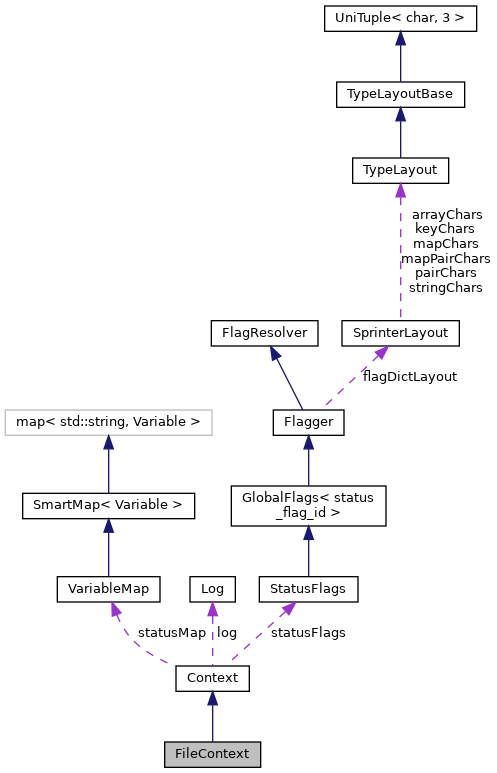 UniTuple< char, 3 >
TypeLayoutBase
TypeLayout
arrayChars
keyChars
mapChars
mapPairChars
pairChars
stringChars
FlagResolver
SprinterLayout
flagDictLayout
map< std::string, Variable >
Flagger
SmartMap< Variable >
GlobalFlags< status
_flag_id >
VariableMap
Log
StatusFlags
statusMap
log
statusFlags
Context
FileContext